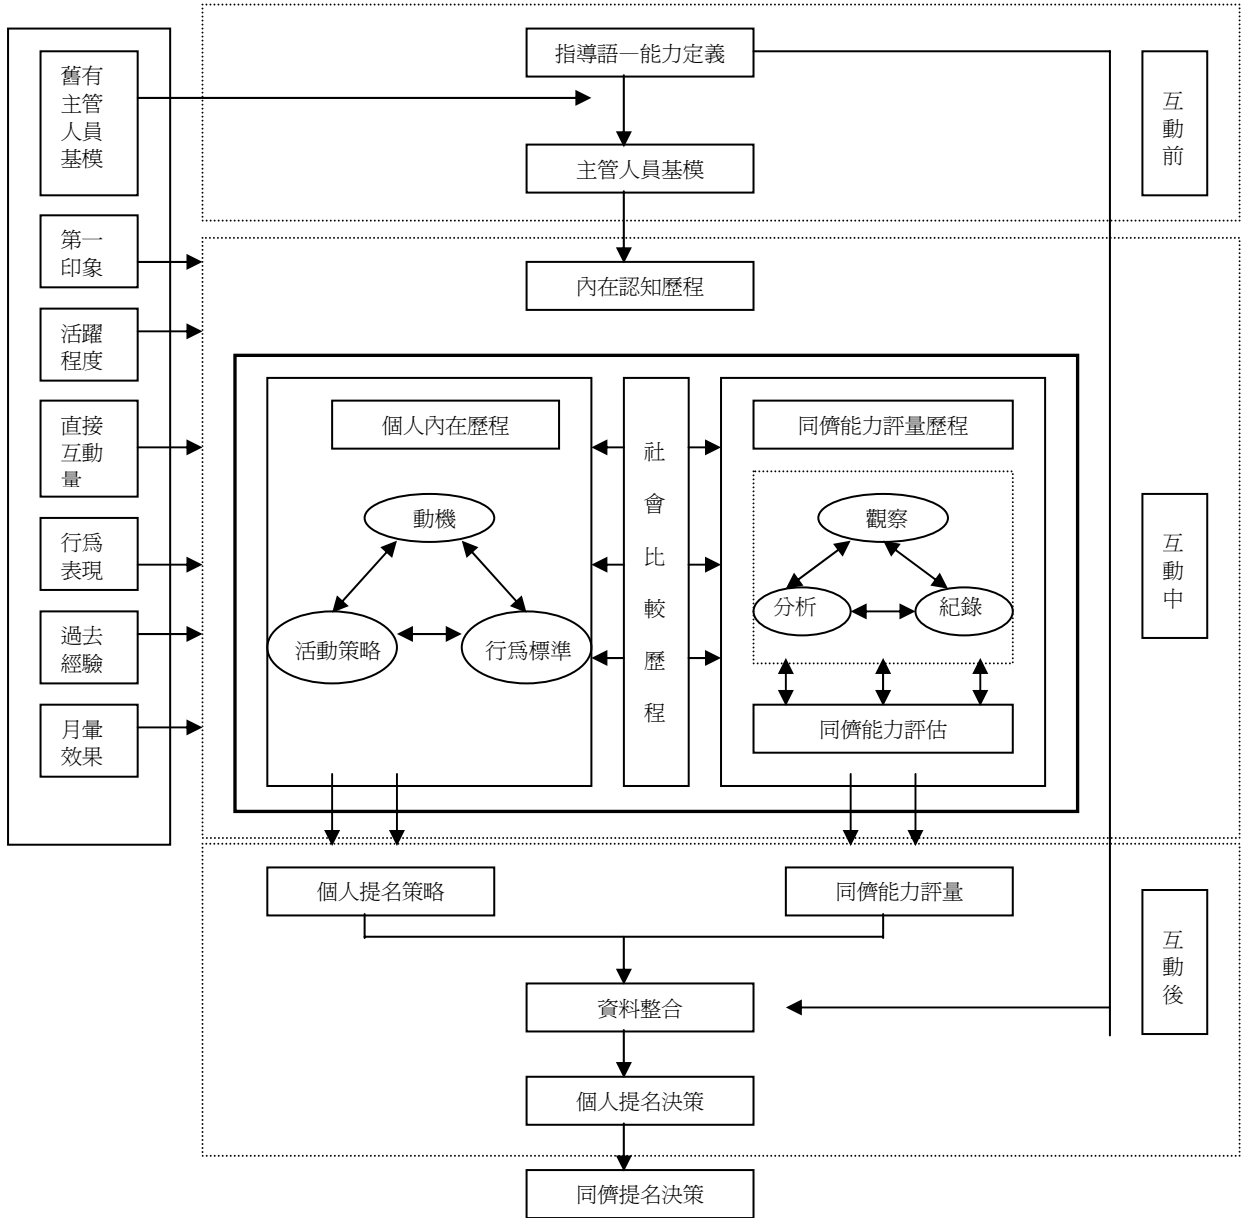 舊有
主管
人員
基模
第一
印象
活躍
程度
直接
互動
量
行為
表現
過去
經驗
月暈
效果
指導語—能力定義
主管人員基模
互動前
內在認知歷程
個人內在歷程
動機
活動策略
行為標準
社會比較歷程
同儕能力評量歷程
觀察
分析
紀錄
同儕能力評估
互動中
個人提名策略
同儕能力評量
資料整合
個人提名決策
互動後
同儕提名決策